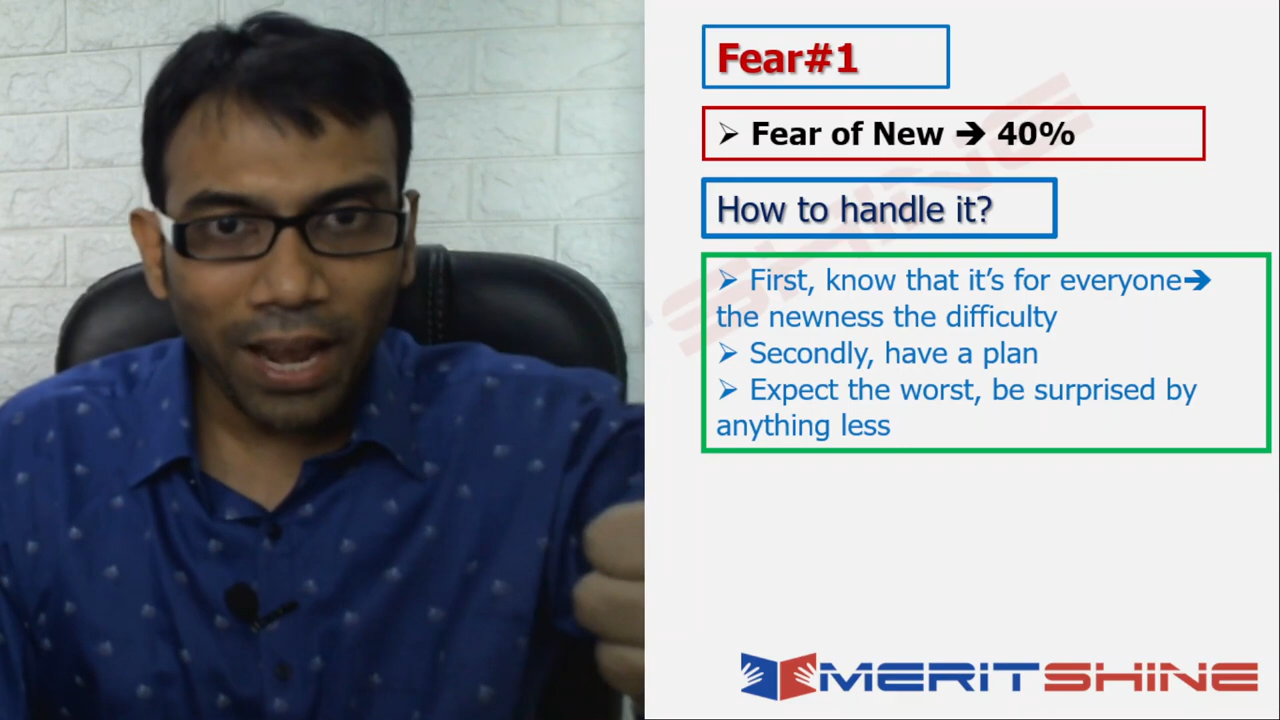 Fear#1
➢ Fear of New ➔ 40%
How to handle it?
➢ First, know that it’s for everyone➔
the newness the difficulty
➢ Secondly, have a plan
➢ Expect the worst, be surprised by
anything less
SHINE
MERITSHINE